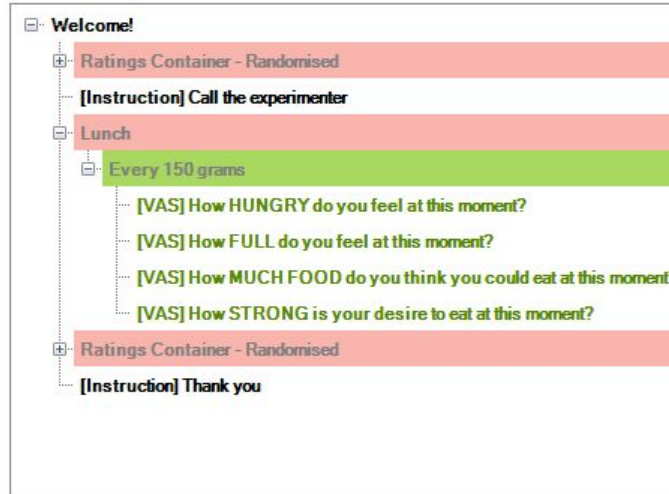 Welcome!
Ratings Container - Randomised
[Instruction] Call the experimenter
Lunch
Every 150 grams
[VAS] How HUNGRY do you feel at this moment?
[VAS] How FULL do you feel at this moment?
[VAS] How MUCH FOOD do you think you could eat at this moment
[VAS] How STRONG is your desire to eat at this moment?
Ratings Container - Randomised
[Instruction] Thank you